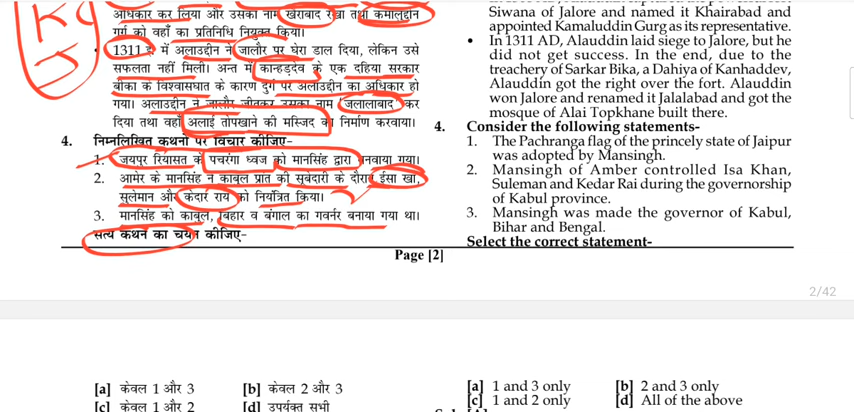 अधिकार कर लिया और उसका नाम खैराबाद रखा तथा कमालुद्दीन
गुर्ग को वहाँ का प्रतिनिधि नियुक्त किया।
1311 ई. में अलाउद्दीन ने जालौर पर घेरा डाल दिया, लेकिन उसे
सफलता नहीं मिली। अन्त में कान्हड़देव के एक दहिया सरकार
बीका के विश्वासघात के कारण दुर्ग पर अलाउद्दीन का अधिकार हो
गया। अलाउद्दीन ने जालौर जीतकर उसका नाम जलालाबाद कर
दिया तथा वहाँ अलाई तोपखाने की मस्जिद का निर्माण करवाया।
4. निम्नलिखित कथनों पर विचार कीजिए-
1. जयपुर रियासत के पचरंगा ध्वज को मानसिंह द्वारा बनवाया गया।
2. आमेर के मानसिंह ने काबुल प्रांत की सूबेदारी के दौरान ईसा खां,
सुलेमान और केदार राय को नियंत्रित किया।
3. मानसिंह को काबुल, बिहार व बंगाल का गवर्नर बनाया गया था।
सत्य कथन का चयन कीजिए-
Siwana of Jalore and named it Khairabad and
appointed Kamaluddin Gurg as its representative.
• In 1311 AD, Alauddin laid siege to Jalore, but he
did not get success. In the end, due to the
treachery of Sarkar Bika, a Dahiya of Kanhaddev,
Alauddin got the right over the fort. Alauddin
won Jalore and renamed it Jalalabad and got the
mosque of Alai Topkhane built there.
4. Consider the following statements-
1. The Pachranga flag of the princely state of Jaipur
was adopted by Mansingh.
2. Mansingh of Amber controlled Isa Khan,
Suleman and Kedar Rai during the governorship
of Kabul province.
3. Mansingh was made the governor of Kabul,
Bihar and Bengal.
Select the correct statement-
Page [2]
2/42
[a] केवल 1 और 3 [b] केवल 2 और 3
[c] केवल 1 और 2 [d] उपर्युक्त सभी
[a] 1 and 3 only [b] 2 and 3 only
[c] 1 and 2 only [d] All of the above